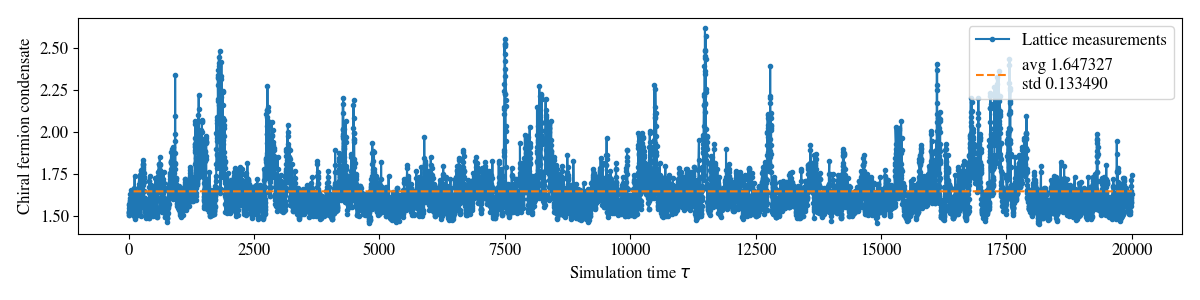 2.50
2.25
2.00
1.75
1.50
Chiral fermion condensate
Lattice measurements
avg 1.647327
std 0.133490
0
2500
5000
7500
10000
12500
15000
17500
20000
Simulation time τ